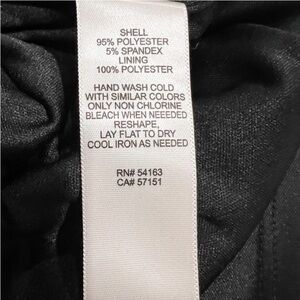 SHELL
95% POLYESTER
5% SPANDEX
LINING
100% POLYESTER
HAND WASH COLD
WITH SIMILAR COLORS
ONLY NON CHLORINE
BLEACH WHEN NEEEDED
RESHAPE,
LAY FLAT TO DRY
COOL IRON AS NEEDED
RN# 54163
CA# 57151